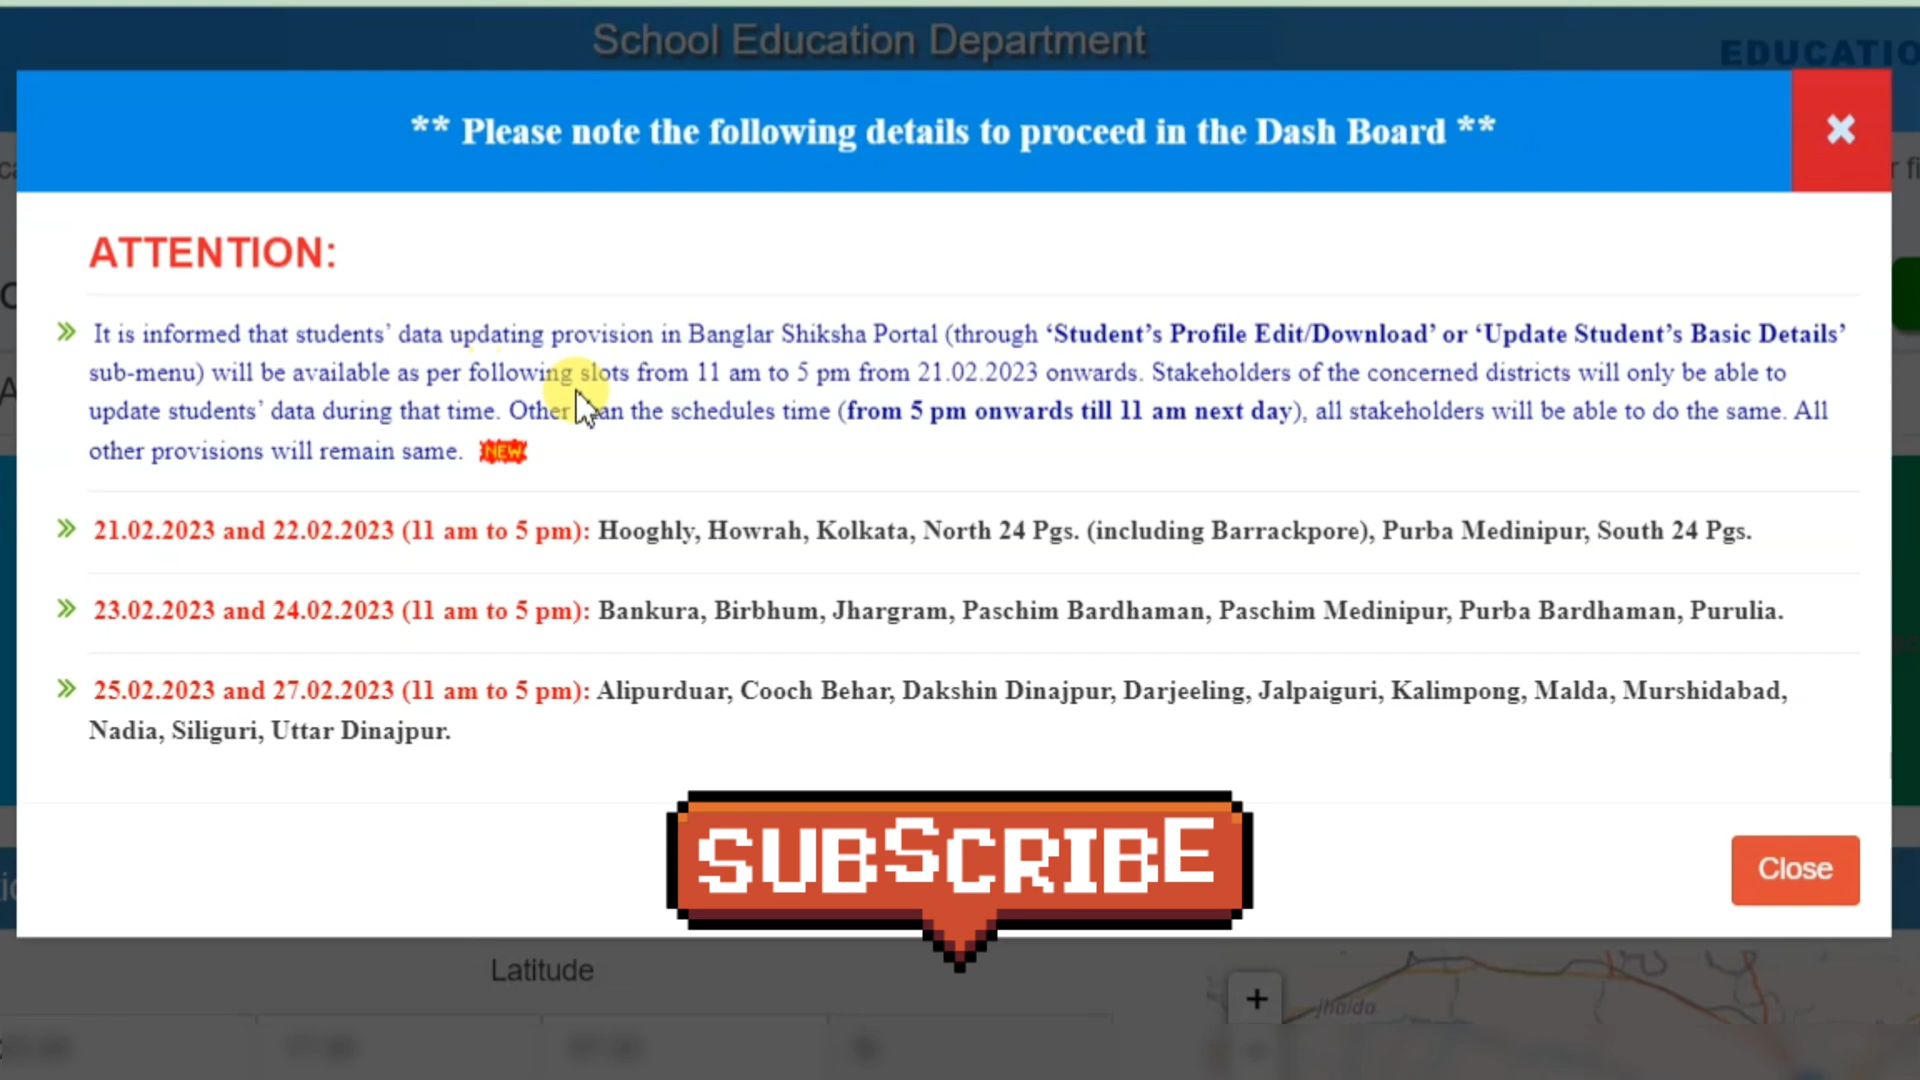 School Education Department
EDUCATIO
** Please note the following details to proceed in the Dash Board **
ATTENTION:
It is informed that students’ data updating provision in Banglar Shiksha Portal (through ‘Student’s Profile Edit/Download’ or ‘Update Student’s Basic Details’
sub-menu) will be available as per following slots from 11 am to 5 pm from 21.02.2023 onwards. Stakeholders of the concerned districts will only be able to
update students’ data during that time. Other than the schedules time (from 5 pm onwards till 11 am next day), all stakeholders will be able to do the same. All
other provisions will remain same. NEW
21.02.2023 and 22.02.2023 (11 am to 5 pm): Hooghly, Howrah, Kolkata, North 24 Pgs. (including Barrackpore), Purba Medinipur, South 24 Pgs.
23.02.2023 and 24.02.2023 (11 am to 5 pm): Bankura, Birbhum, Jhargram, Paschim Bardhaman, Paschim Medinipur, Purba Bardhaman, Purulia.
25.02.2023 and 27.02.2023 (11 am to 5 pm): Alipurduar, Cooch Behar, Dakshin Dinajpur, Darjeeling, Jalpaiguri, Kalimpong, Malda, Murshidabad,
Nadia, Siliguri, Uttar Dinajpur.
SUBSCRIBE
Close
Latitude
Jhalda